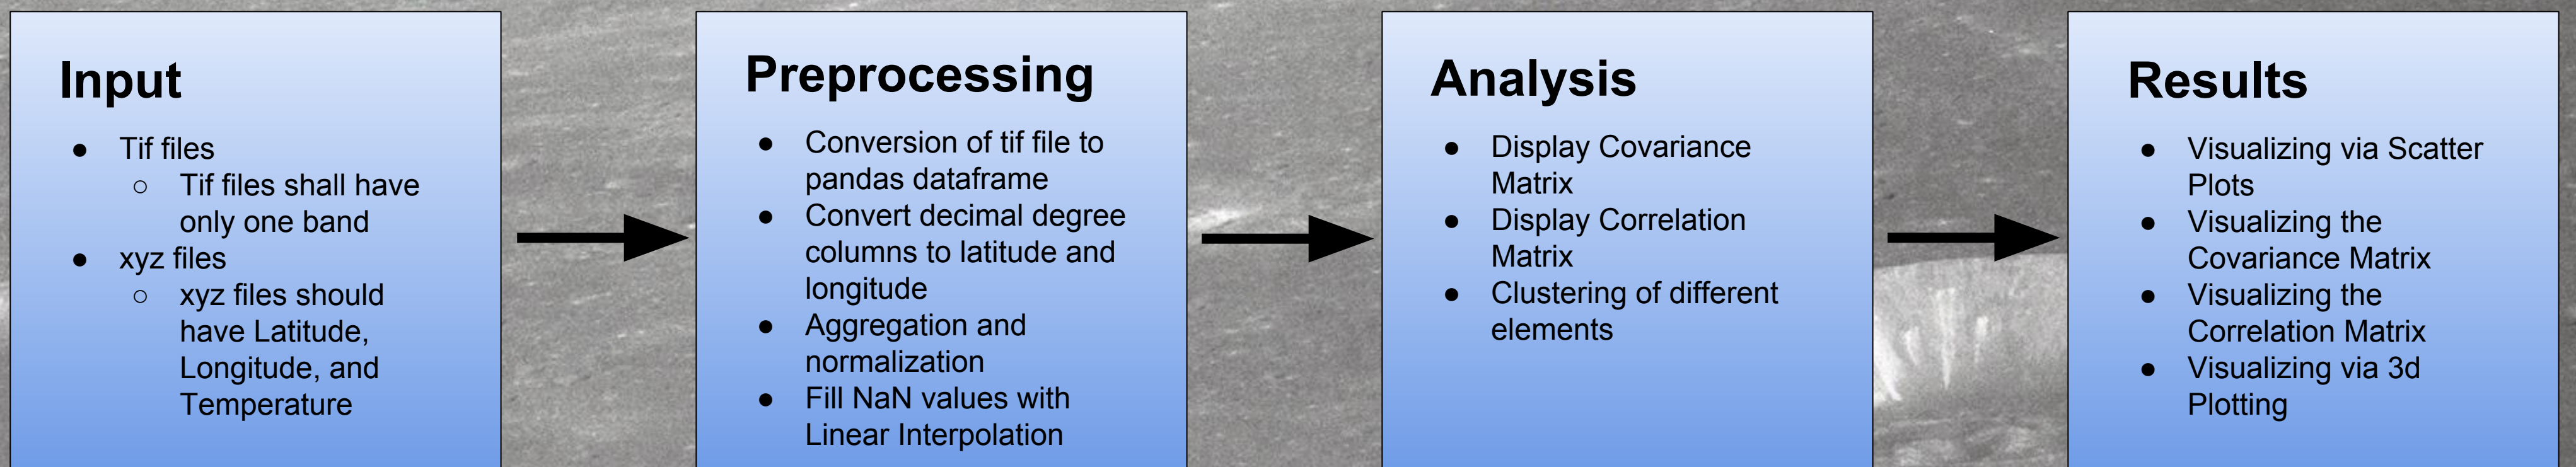 Input
● Tif files
○ Tif files shall have
only one band
● xyz files
○ xyz files should
have Latitude,
Longitude, and
Temperature
Preprocessing
● Conversion of tif file to
pandas dataframe
● Convert decimal degree
columns to latitude and
longitude
● Aggregation and
normalization
● Fill NaN values with
Linear Interpolation
Analysis
● Display Covariance
Matrix
● Display Correlation
Matrix
● Clustering of different
elements
Results
● Visualizing via Scatter
Plots
● Visualizing the
Covariance Matrix
● Visualizing the
Correlation Matrix
● Visualizing via 3d
Plotting